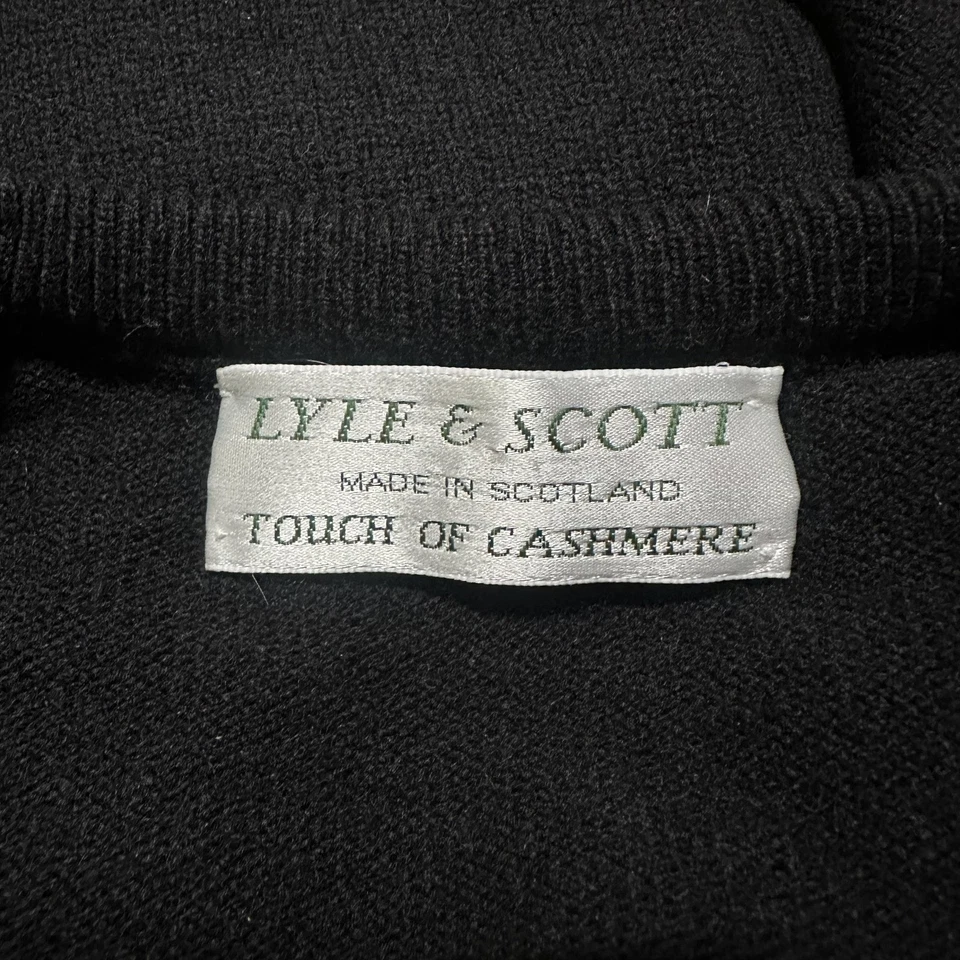 LYLE & SCOTT
MADE IN SCOTLAND
TOUCH OF CASHMERE